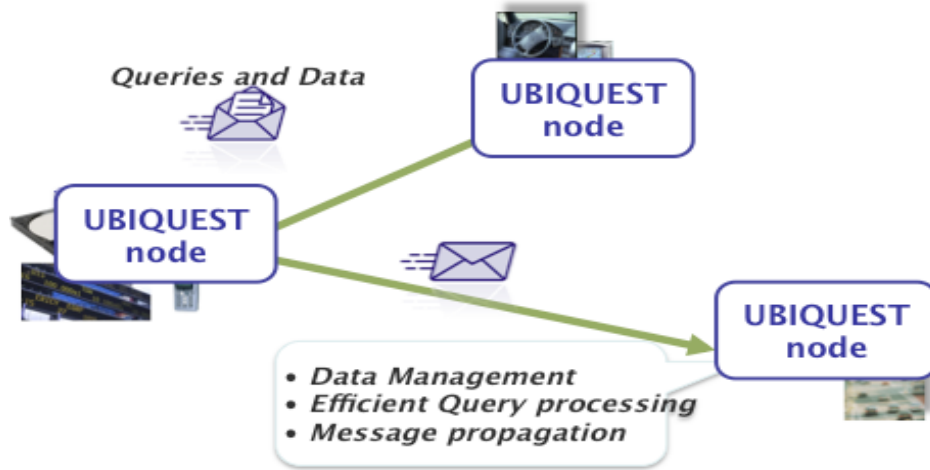 Queries and Data
UBIQUEST
node
UBIQUEST
node
UBIQUEST
node
• Data Management
• Efficient Query processing
• Message propagation